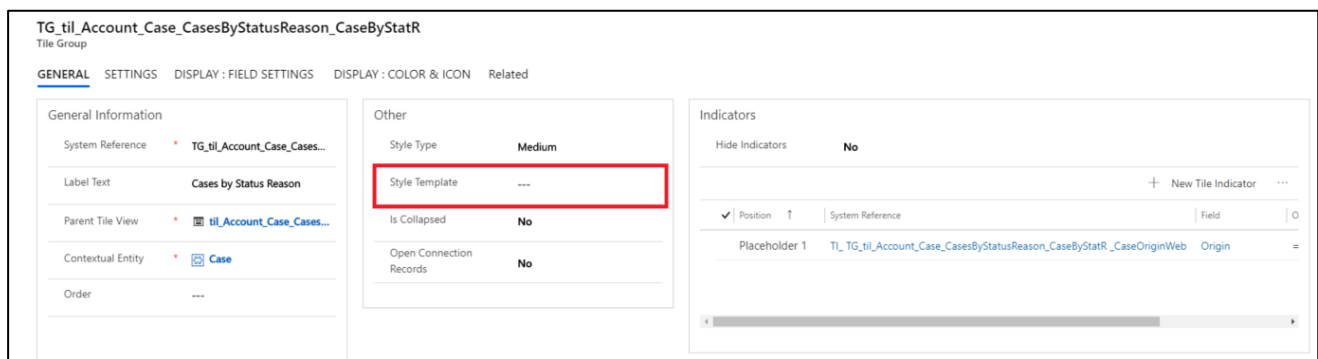 TG_til_Account_Case_CasesByStatusReason_CaseByStatR
Tile Group
GENERAL SETTINGS DISPLAY : FIELD SETTINGS DISPLAY : COLOR & ICON Related
General Information
System Reference * TG_til_Account_Case_Cases...
Label Text Cases by Status Reason
Parent Tile View * til_Account_Case_Cases...
Contextual Entity * Case
Order ---
Other
Style Type Medium
Style Template ---
Is Collapsed No
Open Connection
Records No
Indicators
Hide Indicators No
+ New Tile Indicator ...
✓ Position ↑ System Reference Field O
Placeholder 1 TI_ TG_til_Account_Case_CasesByStatusReason_CaseByStatR _CaseOriginWeb Origin =